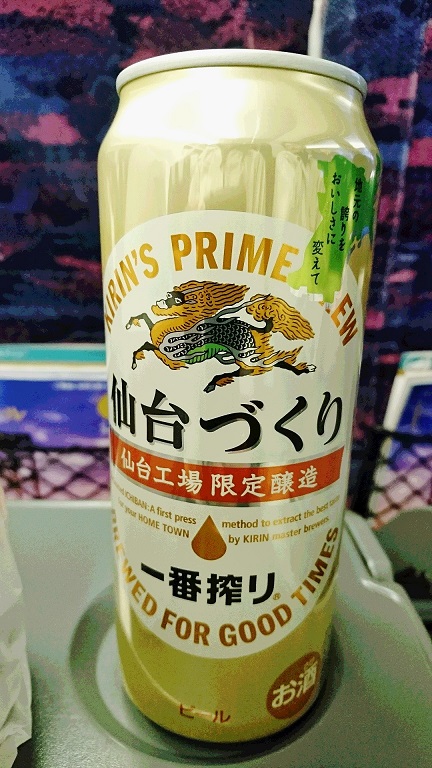 地元の
誇りを
おいしさに
変えて
KIRIN'S PRIME BREW
仙台づくり
仙台工場限定醸造
ICHIBAN: A first press
method to extract the best
your HOME TOWN
by KIRIN master brewers.
一番搾り®
BREWED FOR GOOD TIMES
ビール
お酒